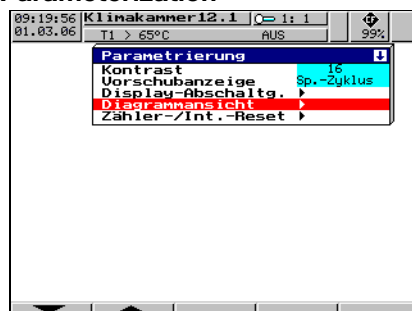 Parameterization
09:19:56 Klimakammer12.1 1: 1
01.03.06 T1 > 65°C AUS 99%
Parametrierung
Kontrast 16
Vorschubanzeige Sp.-Zyklus
Display-Abschaltg.
Diagrammansicht
Zähler-/Int.-Reset